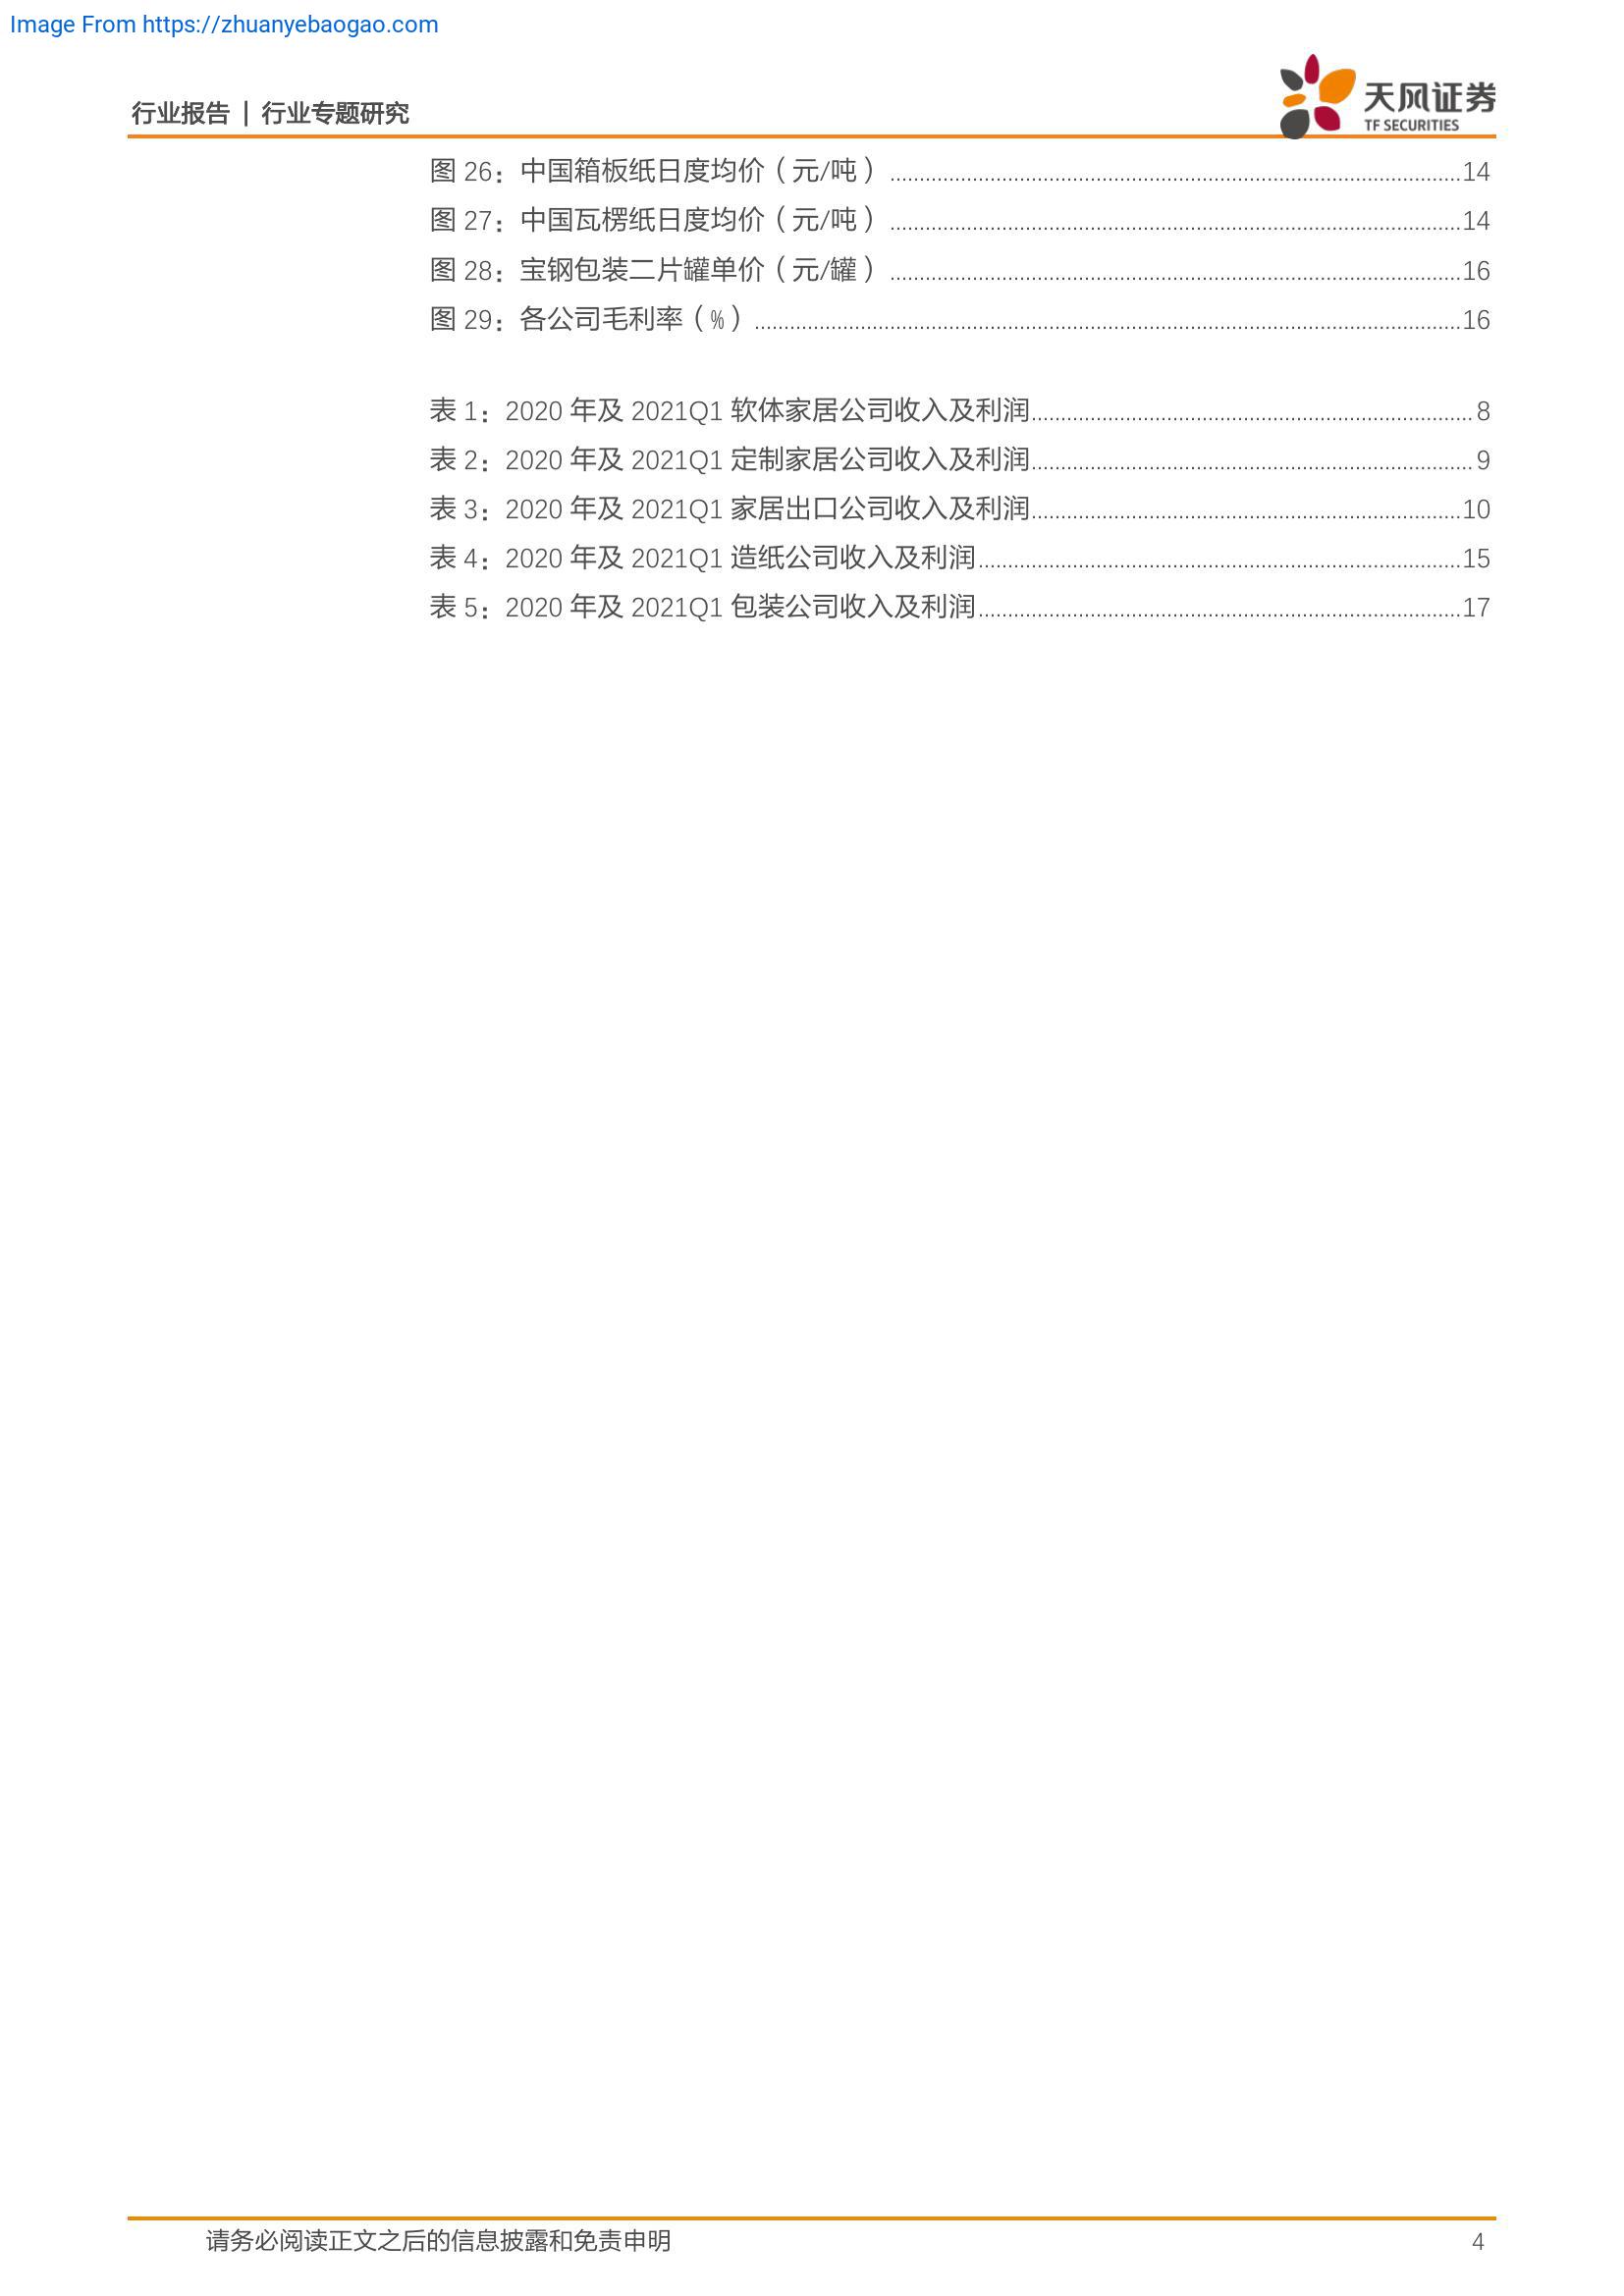 Image From https://zhuanyebaogao.com
行业报告 | 行业专题研究
天风证券
TF SECURITIES
图 26：中国箱板纸日度均价（元/吨）........................14
图 27：中国瓦楞纸日度均价（元/吨）........................14
图 28：宝钢包装二片罐单价（元/罐）........................16
图 29：各公司毛利率（%）........................16
表 1：2020 年及 2021Q1 软体家居公司收入及利润........................8
表 2：2020 年及 2021Q1 定制家居公司收入及利润........................9
表 3：2020 年及 2021Q1 家居出口公司收入及利润........................10
表 4：2020 年及 2021Q1 造纸公司收入及利润........................15
表 5：2020 年及 2021Q1 包装公司收入及利润........................17
请务必阅读正文之后的信息披露和免责申明 4